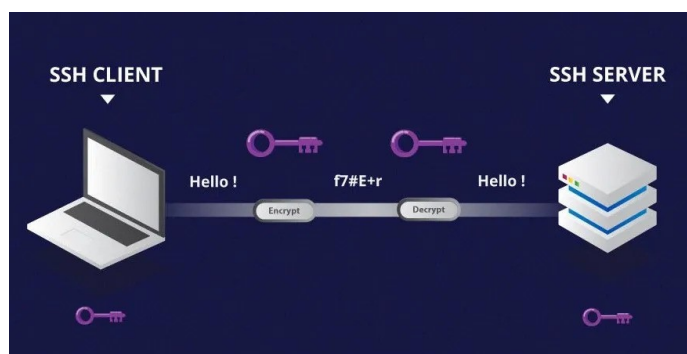 SSH CLIENT
SSH SERVER
Hello !
f7#E+r
Hello !
Encrypt
Decrypt